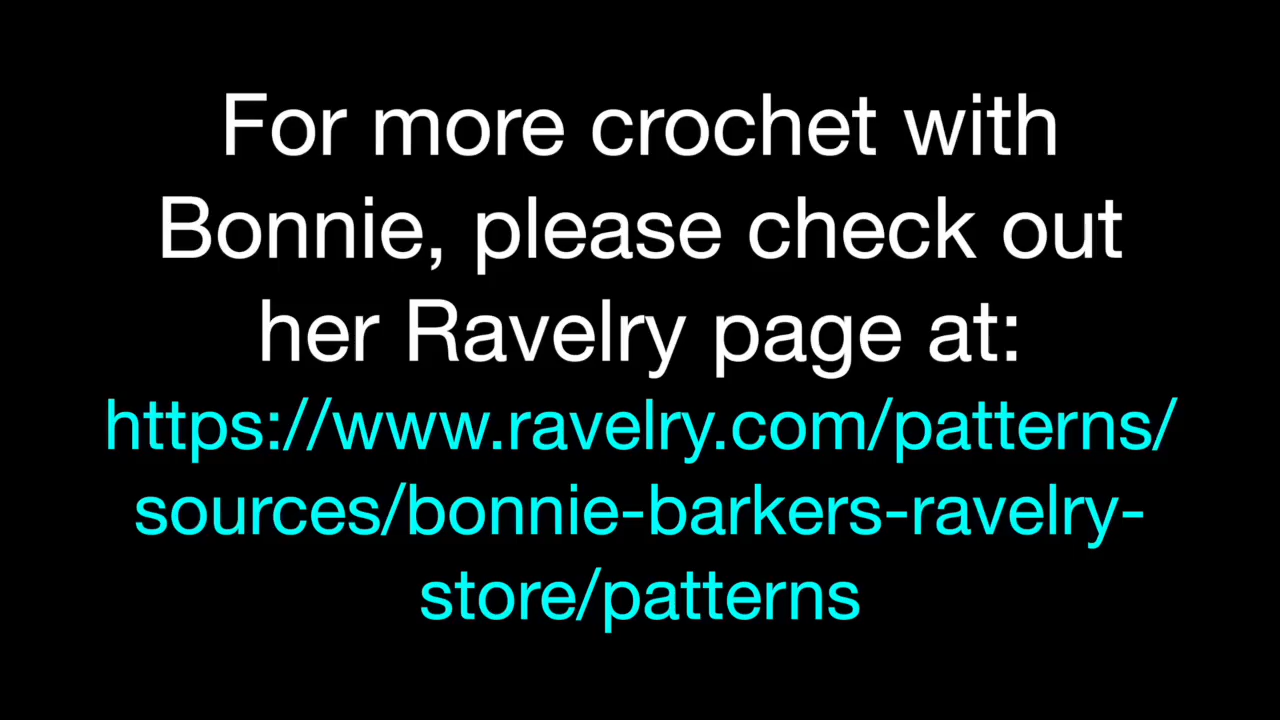 For more crochet with
Bonnie, please check out
her Ravelry page at:
https://www.ravelry.com/patterns/
sources/bonnie-barkers-ravelry-
store/patterns